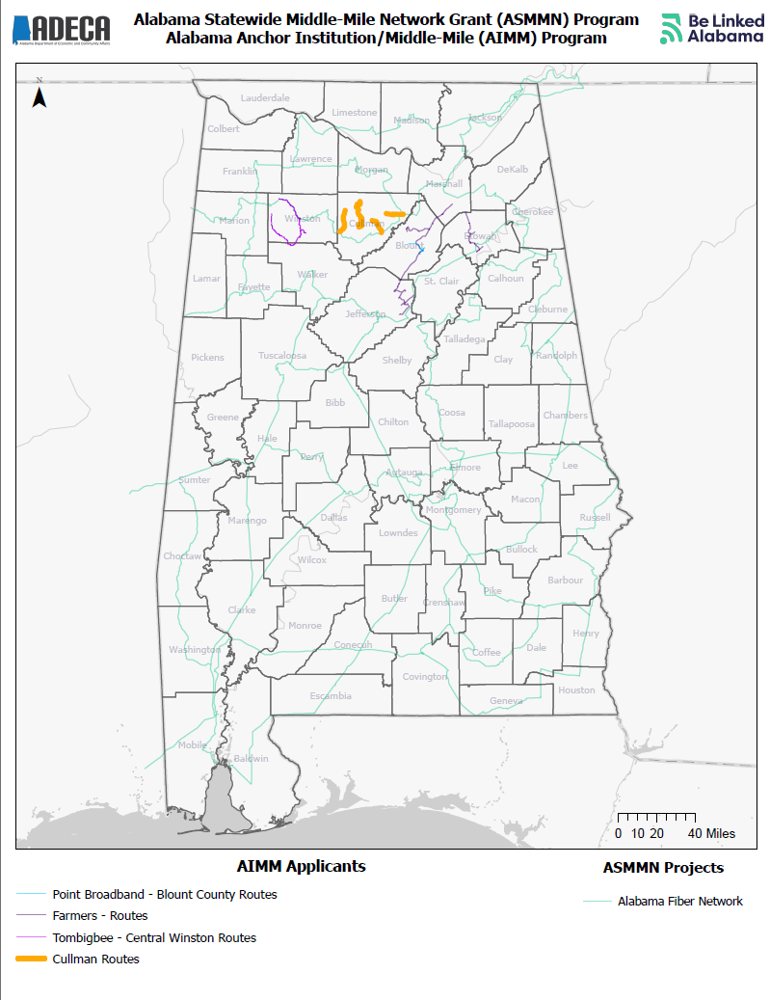 ADECA
Alabama Department of Economic and Community Affairs
Alabama Statewide Middle-Mile Network Grant (ASMMN) Program
Alabama Anchor Institution/Middle-Mile (AIMM) Program
Be Linked
Alabama
N
Lauderdale
Limestone
Madison
Jackson
Colbert
Lawrence
Franklin
Morgan
Marshall
DeKalb
Marion
Winston
Cullman
Cherokee
Blount
Etowah
Lamar
Fayette
Walker
St. Clair
Calhoun
Jefferson
Cleburne
Pickens
Tuscaloosa
Shelby
Talladega
Clay
Randolph
Greene
Bibb
Chilton
Coosa
Tallapoosa
Chambers
Hale
Perry
Sumter
Autauga
Elmore
Lee
Marengo
Dallas
Lowndes
Montgomery
Macon
Russell
Choctaw
Wilcox
Bullock
Clarke
Butler
Crenshaw
Pike
Barbour
Washington
Monroe
Conecuh
Coffee
Dale
Henry
Covington
Escambia
Geneva
Houston
Mobile
Baldwin
0 10 20 40 Miles
AIMM Applicants
Point Broadband - Blount County Routes
Farmers - Routes
Tombigbee - Central Winston Routes
Cullman Routes
ASMMN Projects
Alabama Fiber Network